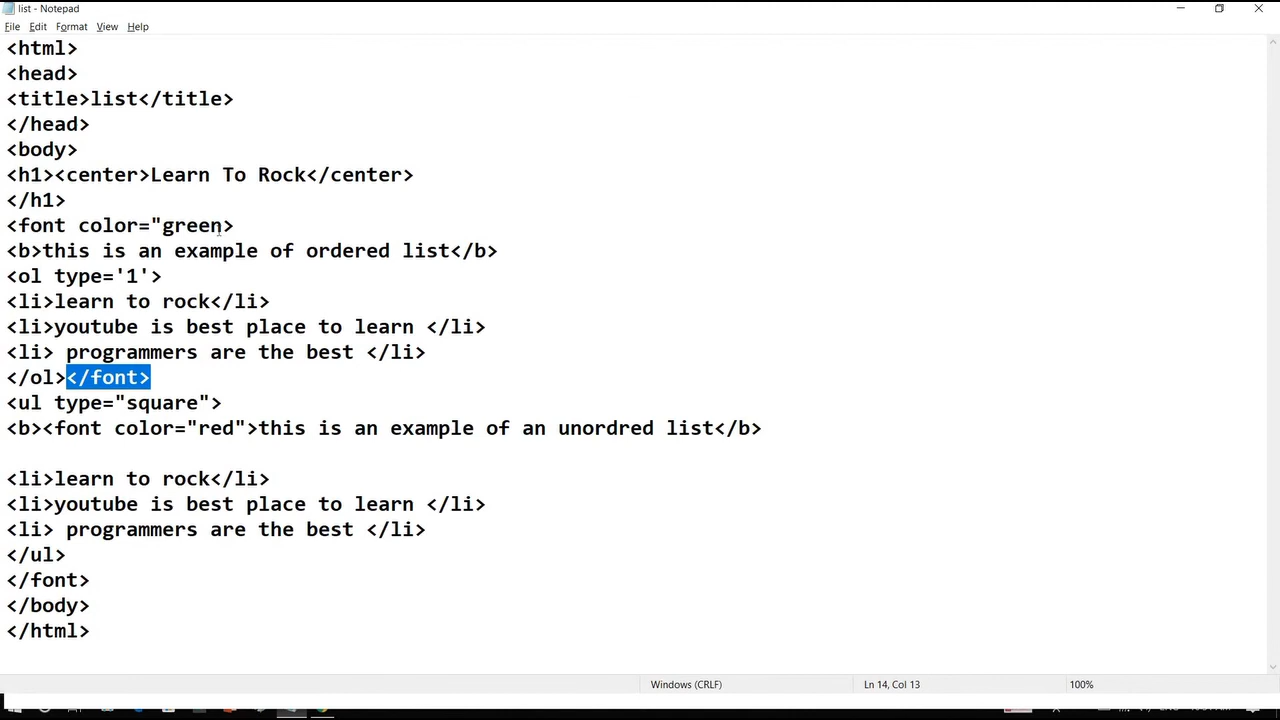 list - Notepad
File Edit Format View Help
<html>
<head>
<title>list</title>
</head>
<body>
<h1><center>Learn To Rock</center>
</h1>
<font color="green>
<b>this is an example of ordered list</b>
<ol type='1'>
<li>learn to rock</li>
<li>youtube is best place to learn </li>
<li> programmers are the best </li>
</ol></font>
<ul type="square">
<b><font color="red">this is an example of an unordred list</b>

<li>learn to rock</li>
<li>youtube is best place to learn </li>
<li> programmers are the best </li>
</ul>
</font>
</body>
</html>
Windows (CRLF) Ln 14, Col 13 100%